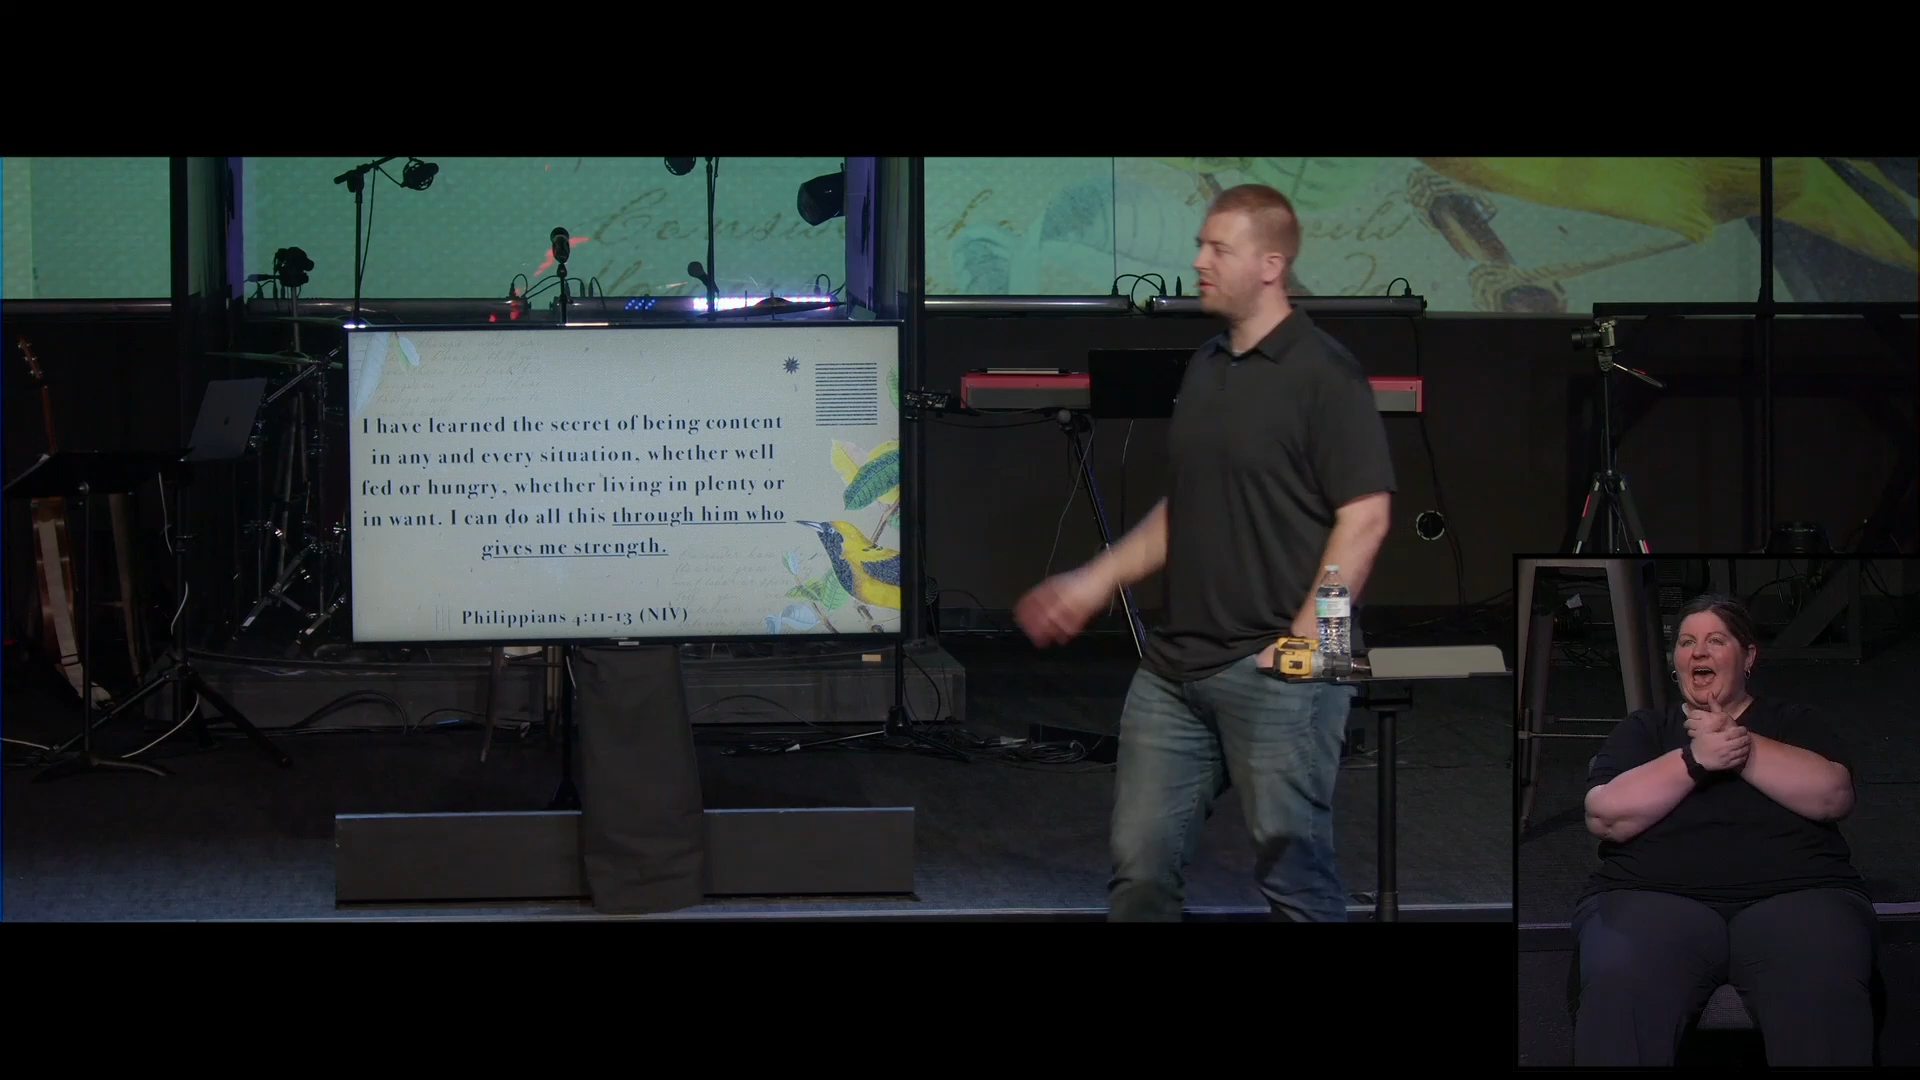 I have learned the secret of being content
in any and every situation, whether well
fed or hungry, whether living in plenty or
in want. I can do all this through him who
gives me strength.
Philippians 4:11-13 (NIV)